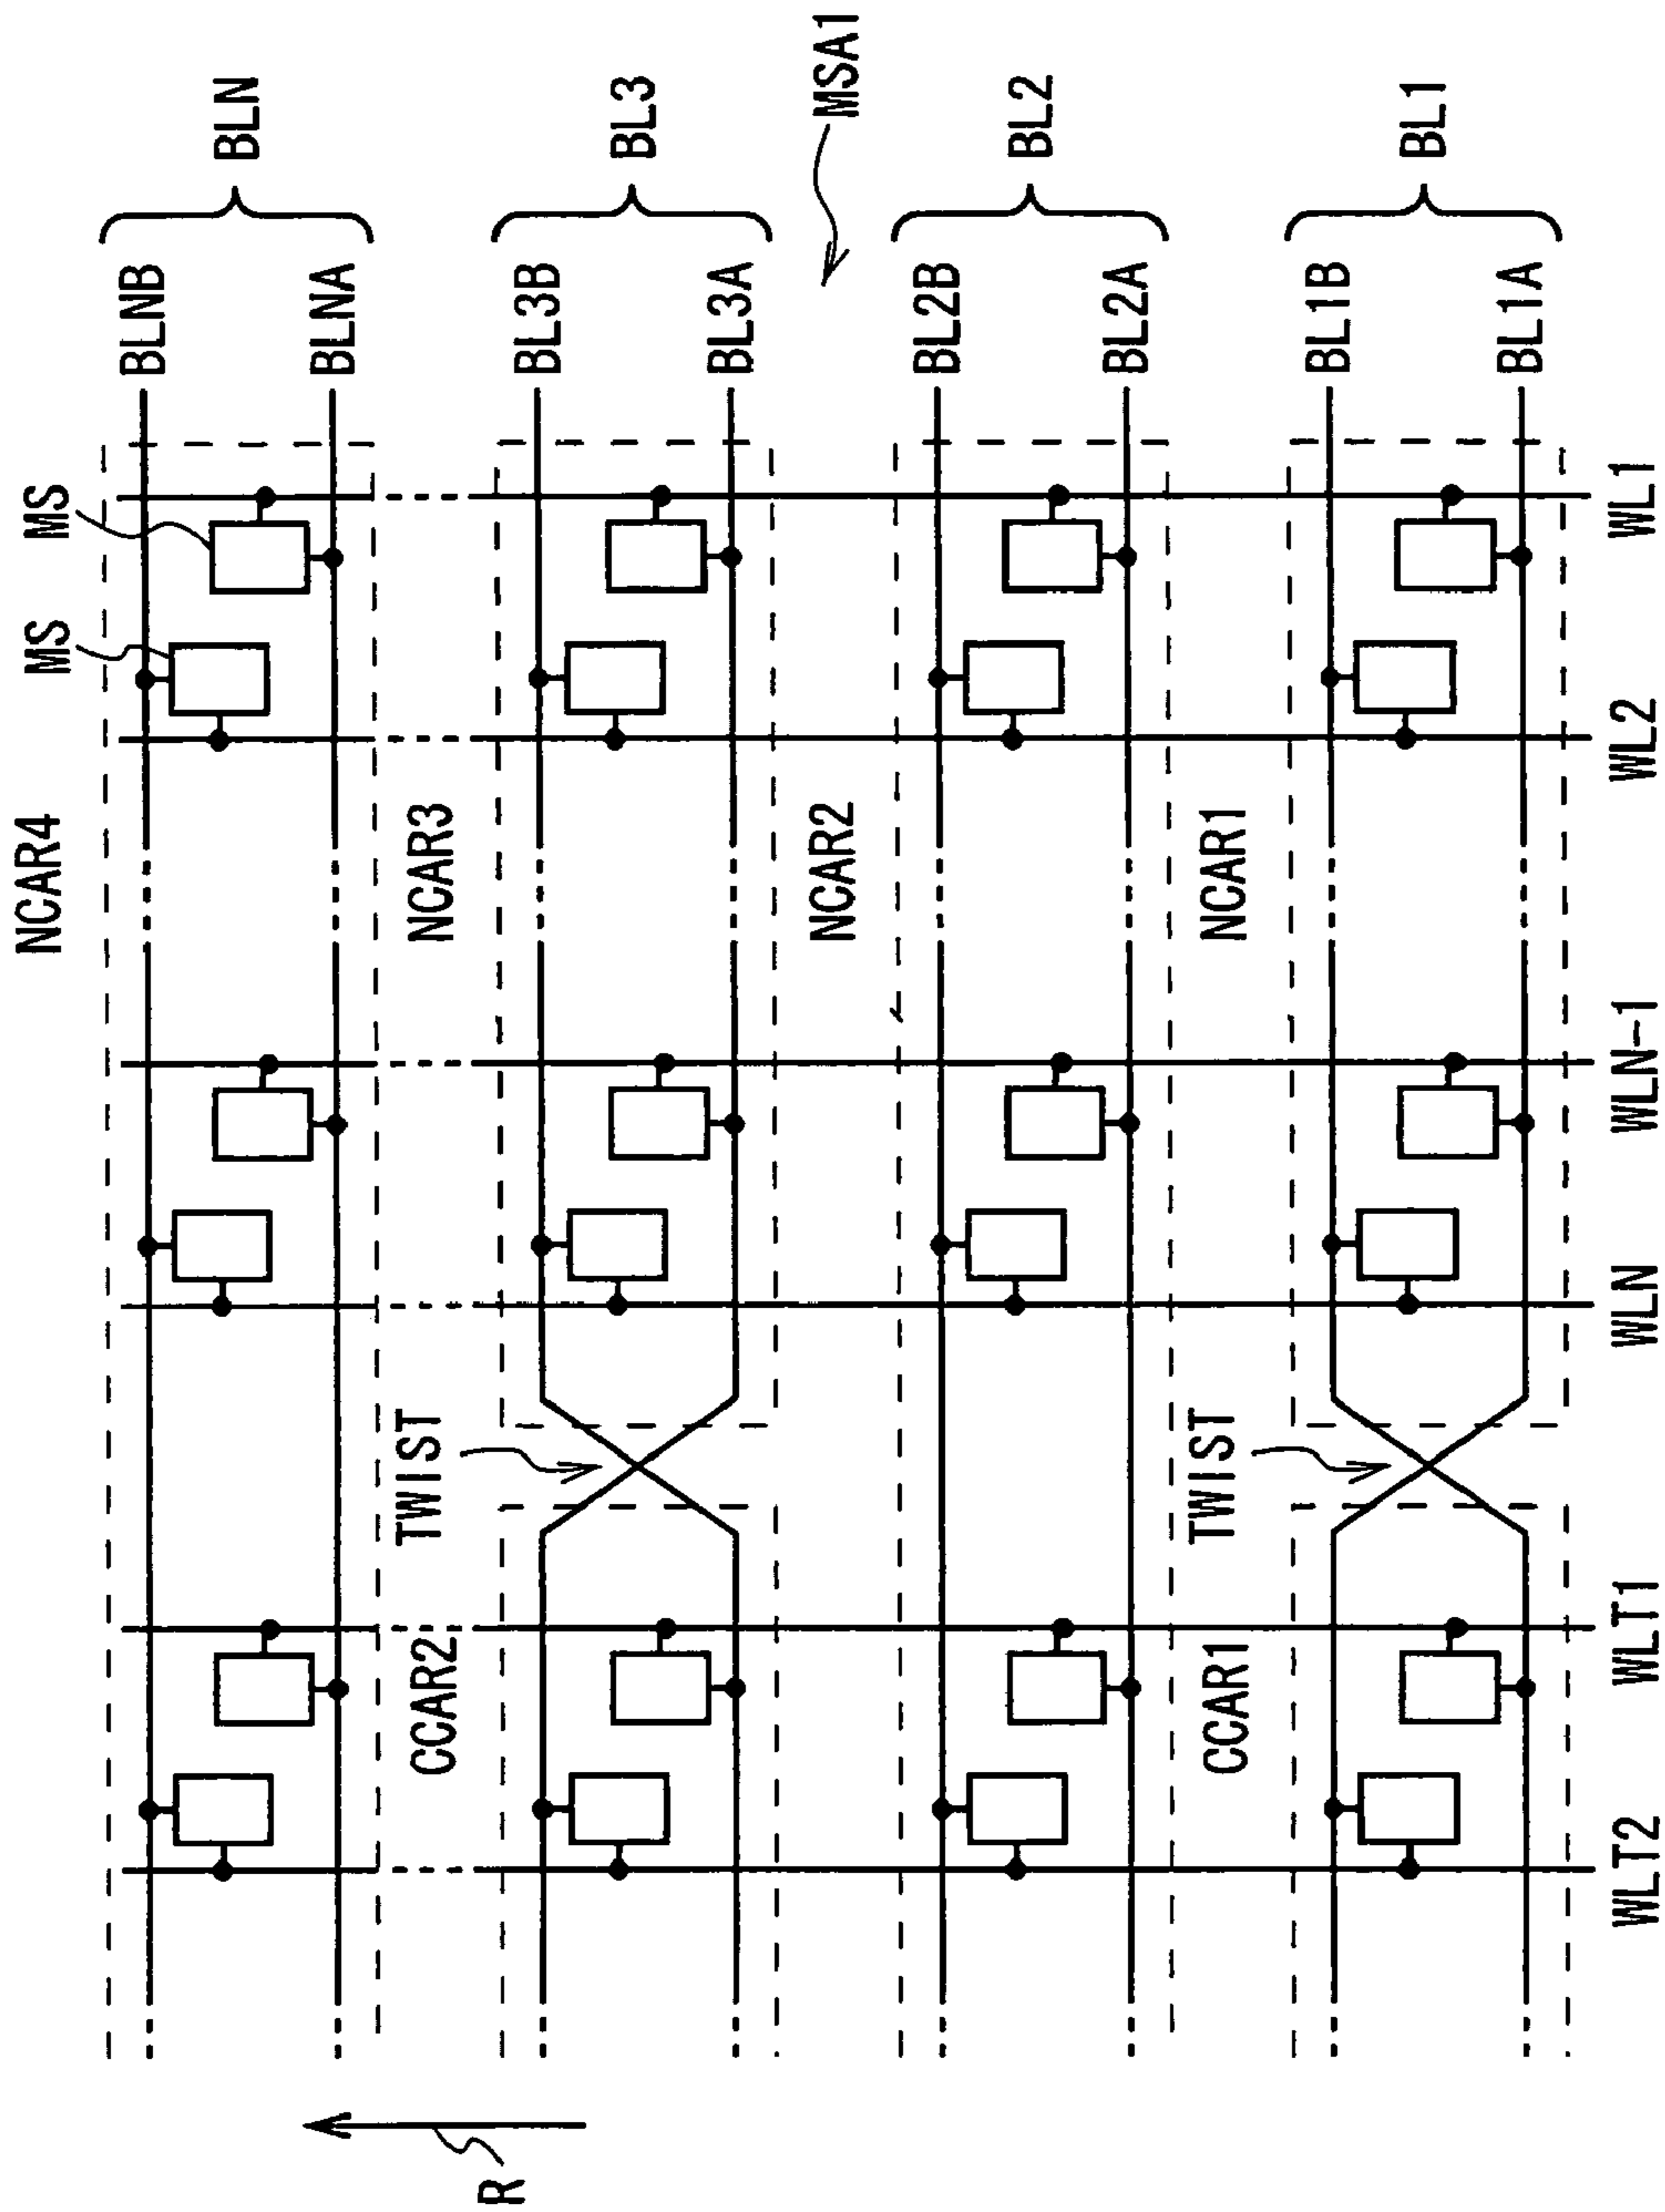 BLN
BL3
MSA1
BL2
BL1
BLNB
BLNA
BL3B
BL3A
BL2B
BL2A
BL1B
BL1A
MS
MS
WL1
WL2
NCAR4
NCAR3
NCAR2
NCAR1
WLN-1
WLN
TWIST
TWIST
WLT1
CCAR2
CCAR1
WLT2
R